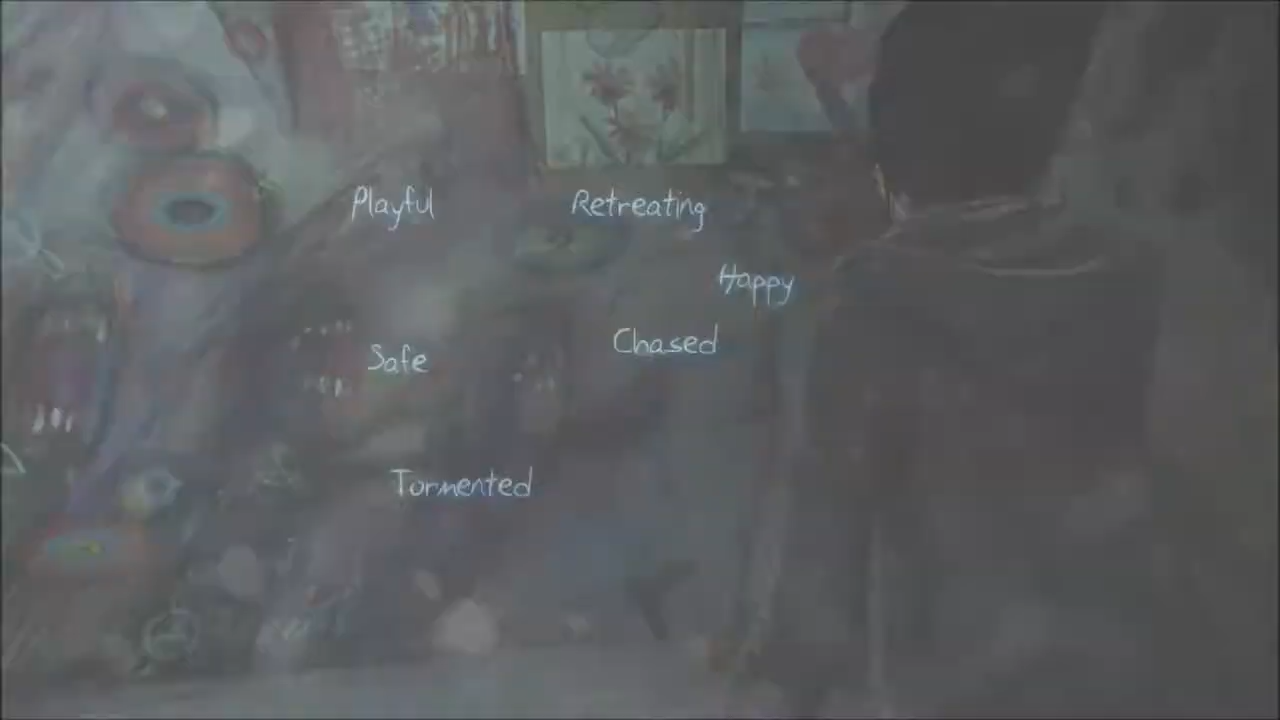 Playful
Retreating
Happy
Chased
Safe
Tormented